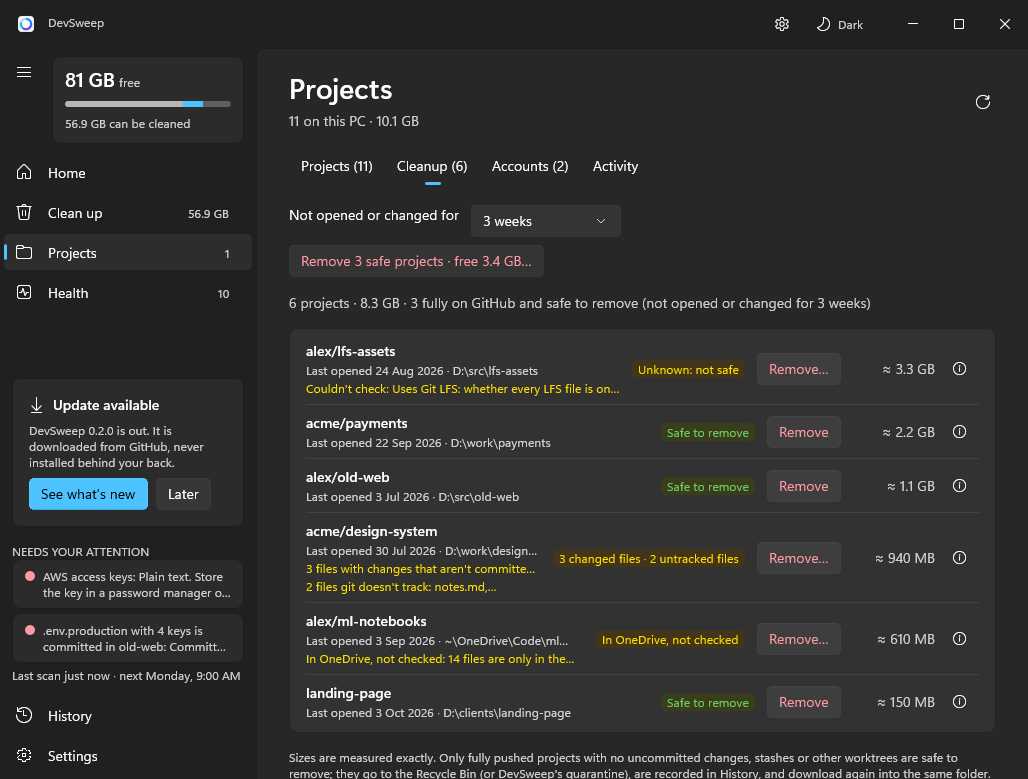 DevSweep
Dark
81 GB free
56.9 GB can be cleaned
Home
Clean up 56.9 GB
Projects 1
Health 10
Update available
DevSweep 0.2.0 is out. It is
downloaded from GitHub, never
installed behind your back.
See what's new
Later
NEEDS YOUR ATTENTION
AWS access keys: Plain text. Store
the key in a password manager o...
.env.production with 4 keys is
committed in old-web: Committ...
Last scan just now · next Monday, 9:00 AM
History
Settings
Projects
11 on this PC · 10.1 GB
Projects (11) Cleanup (6) Accounts (2) Activity
Not opened or changed for 3 weeks
Remove 3 safe projects · free 3.4 GB...
6 projects · 8.3 GB · 3 fully on GitHub and safe to remove (not opened or changed for 3 weeks)
alex/lfs-assets
Last opened 24 Aug 2026 · D:\src\lfs-assets
Couldn't check: Uses Git LFS: whether every LFS file is on...
Unknown: not safe Remove... ≈ 3.3 GB
acme/payments
Last opened 22 Sep 2026 · D:\work\payments
Safe to remove Remove ≈ 2.2 GB
alex/old-web
Last opened 3 Jul 2026 · D:\src\old-web
Safe to remove Remove ≈ 1.1 GB
acme/design-system
Last opened 30 Jul 2026 · D:\work\design...
3 files with changes that aren't committe...
2 files git doesn't track: notes.md,...
3 changed files · 2 untracked files Remove... ≈ 940 MB
alex/ml-notebooks
Last opened 3 Sep 2026 · ~\OneDrive\Code\ml...
In OneDrive, not checked: 14 files are only in the...
In OneDrive, not checked Remove... ≈ 610 MB
landing-page
Last opened 3 Oct 2026 · D:\clients\landing-page
Safe to remove Remove ≈ 150 MB
Sizes are measured exactly. Only fully pushed projects with no uncommitted changes, stashes or other worktrees are safe to
remove; they go to the Recycle Bin (or DevSweep's quarantine), are recorded in History, and download again into the same folder.